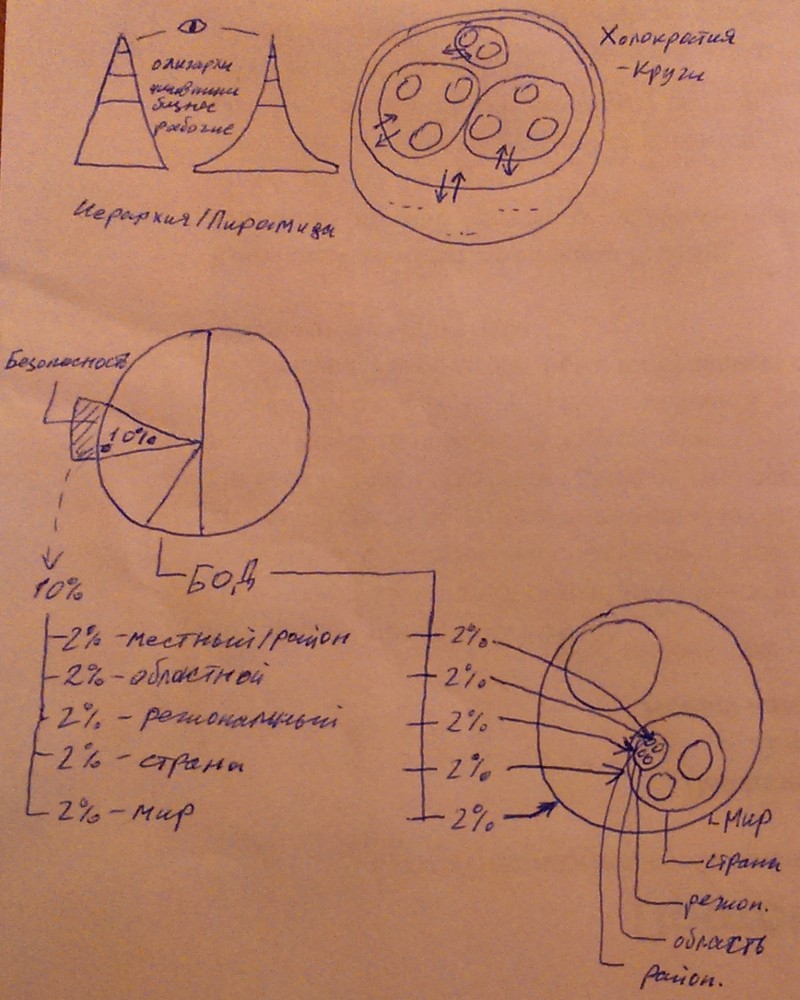 олигархи
чиновники
бизнес
рабочие
Иерархия/Пирамида
Холократия
-круги
Безопасность
10%
БОД
10%
2% - местный/район
2% - областной
2% - региональный
2% - страна
2% - мир
2%
2%
2%
2%
2%
Мир
страна
регион.
область
район.